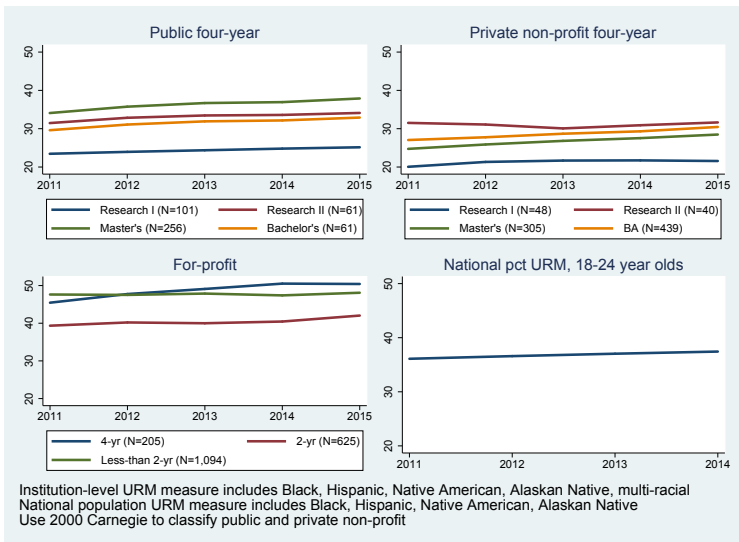 Public four-year
50
40
30
20
2011 2012 2013 2014 2015
Research I (N=101) Research II (N=61)
Master's (N=256) Bachelor's (N=61)
Private non-profit four-year
50
40
30
20
2011 2012 2013 2014 2015
Research I (N=48) Research II (N=40)
Master's (N=305) BA (N=439)
For-profit
50
40
30
20
2011 2012 2013 2014 2015
4-yr (N=205) 2-yr (N=625)
Less-than 2-yr (N=1,094)
National pct URM, 18-24 year olds
50
40
30
20
2011 2012 2013 2014
Institution-level URM measure includes Black, Hispanic, Native American, Alaskan Native, multi-racial
National population URM measure includes Black, Hispanic, Native American, Alaskan Native
Use 2000 Carnegie to classify public and private non-profit